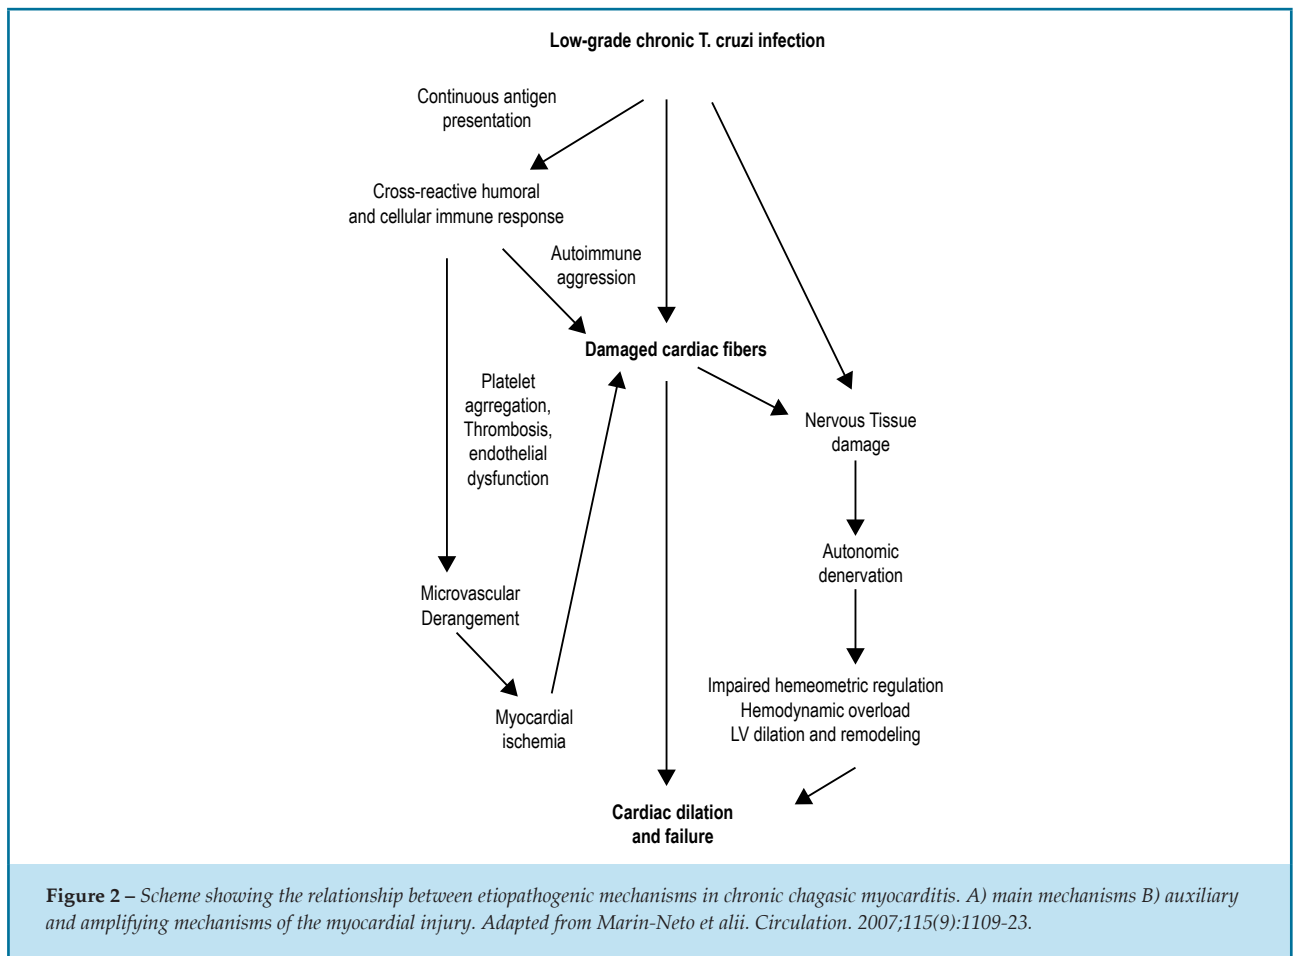 Low-grade chronic T. cruzi infection
Continuous antigen
presentation
Cross-reactive humoral
and cellular immune response
Autoimmune
aggression
Damaged cardiac fibers
Platelet
agrregation,
Thrombosis,
endothelial
dysfunction
Nervous Tissue
damage
Autonomic
denervation
Microvascular
Derangement
Impaired hemeometric regulation
Hemodynamic overload
LV dilation and remodeling
Myocardial
ischemia
Cardiac dilation
and failure
Figure 2 – Scheme showing the relationship between etiopathogenic mechanisms in chronic chagasic myocarditis. A) main mechanisms B) auxiliary
and amplifying mechanisms of the myocardial injury. Adapted from Marin-Neto et alii. Circulation. 2007;115(9):1109-23.